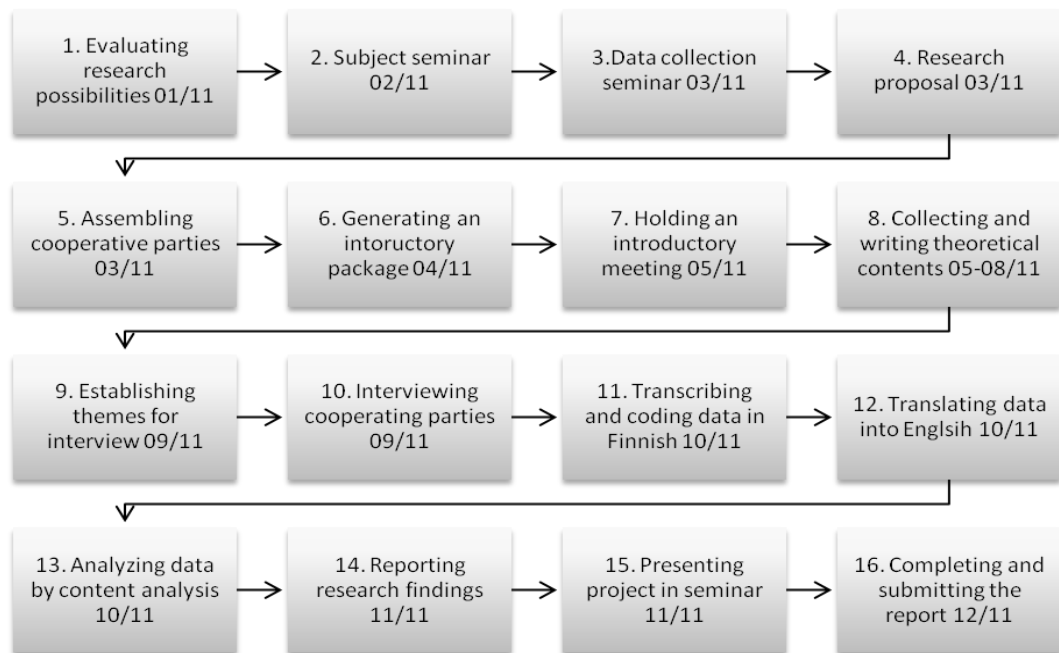 1. Evaluating
research
possibilities 01/11
2. Subject seminar
02/11
3.Data collection
seminar 03/11
4. Research
proposal 03/11
5. Assembling
cooperative parties
03/11
6. Generating an
intoructory
package 04/11
7. Holding an
introductory
meeting 05/11
8. Collecting and
writing theoretical
contents 05-08/11
9. Establishing
themes for
interview 09/11
10. Interviewing
cooperating parties
09/11
11. Transcribing
and coding data in
Finnish 10/11
12. Translating data
into Englsih 10/11
13. Analyzing data
by content analysis
10/11
14. Reporting
research findings
11/11
15. Presenting
project in seminar
11/11
16. Completing and
submitting the
report 12/11